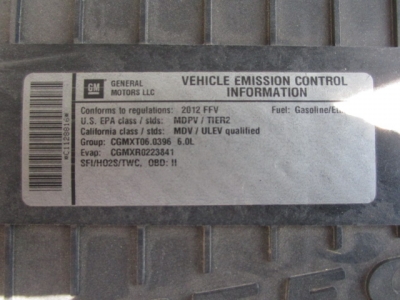 GM
GENERAL MOTORS LLC
VEHICLE EMISSION CONTROL INFORMATION
Conforms to regulations: 2012 FFV
Fuel: Gasoline/
U.S. EPA class / stds: MDPV / TIER2
California class / stds: MDV / ULEV qualified
Group: CGMXT06.0396 6.0L
Evap: CGMXR0223841
SFI/HO2S/TWC, OBD: II